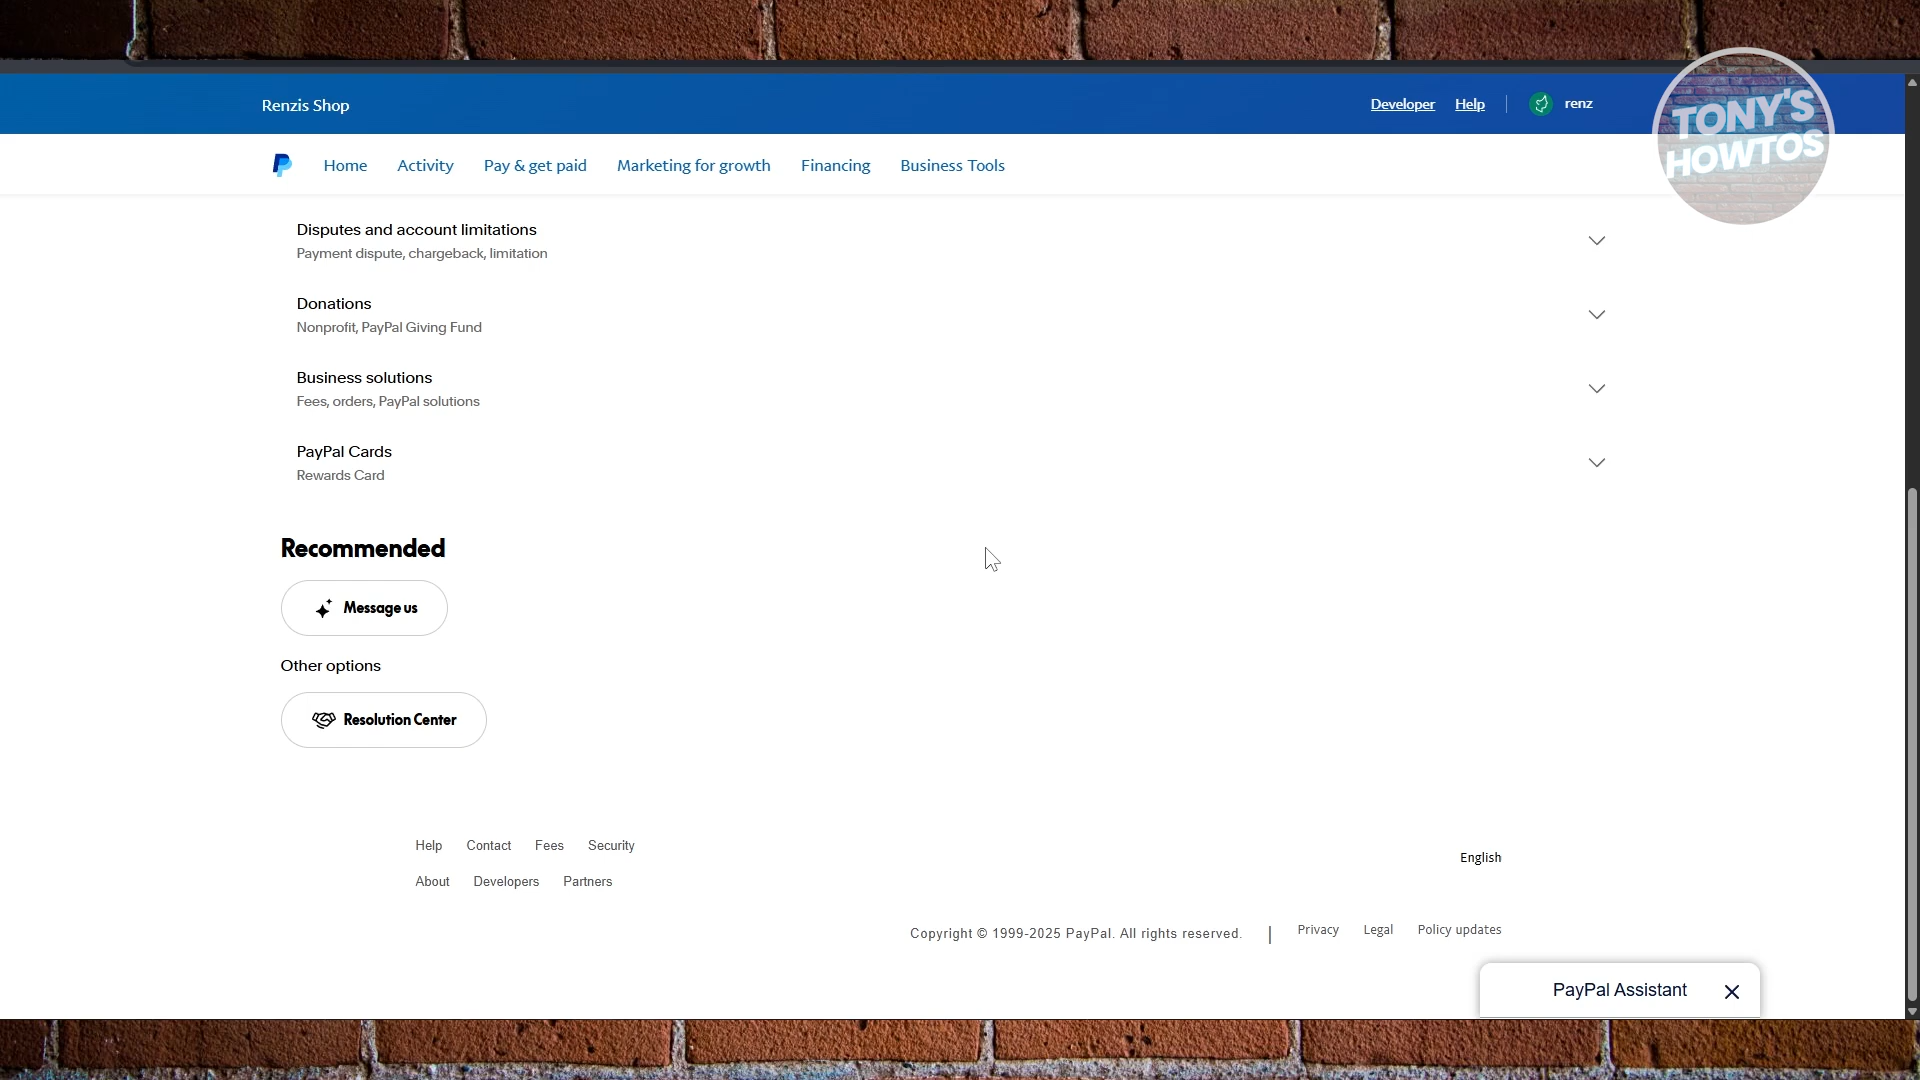 Renzis Shop
Developer Help renz
TONY'S
HOWTOS
Home Activity Pay & get paid Marketing for growth Financing Business Tools
Disputes and account limitations
Payment dispute, chargeback, limitation
Donations
Nonprofit, PayPal Giving Fund
Business solutions
Fees, orders, PayPal solutions
PayPal Cards
Rewards Card
Recommended
Message us
Other options
Resolution Center
Help Contact Fees Security
English
About Developers Partners
Copyright © 1999-2025 PayPal. All rights reserved. | Privacy Legal Policy updates
PayPal Assistant